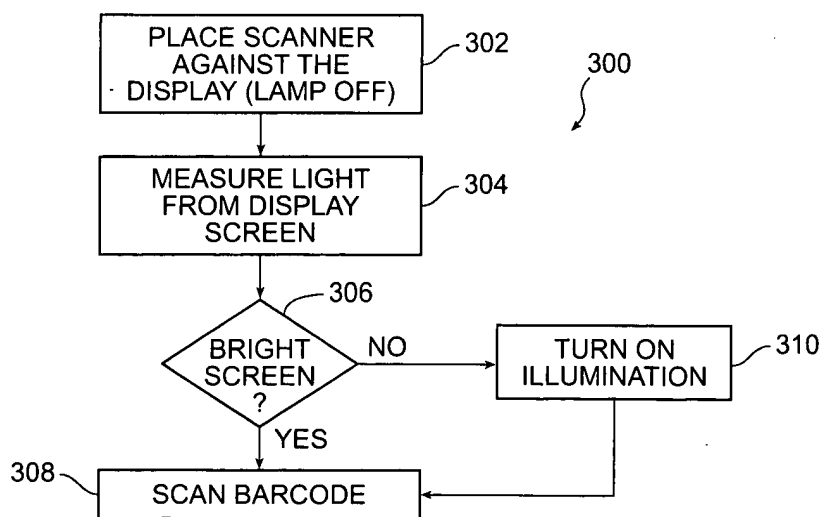 PLACE SCANNER
AGAINST THE
DISPLAY (LAMP OFF)
302
300
MEASURE LIGHT
FROM DISPLAY
SCREEN
304
306
BRIGHT
SCREEN
?
NO
TURN ON
ILLUMINATION
310
YES
308
SCAN BARCODE